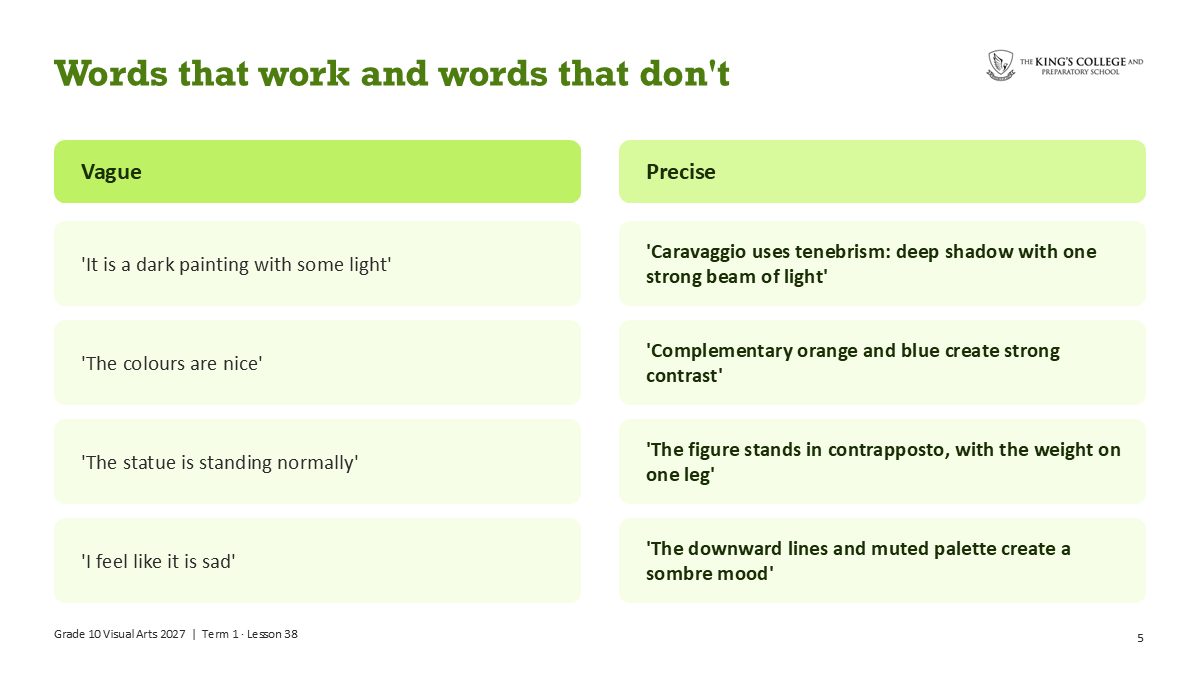 Words that work and words that don't
THE KING'S COLLEGE AND
PREPARATORY SCHOOL
Vague
Precise
'It is a dark painting with some light'
'Caravaggio uses tenebrism: deep shadow with one
strong beam of light'
'The colours are nice'
'Complementary orange and blue create strong
contrast'
'The statue is standing normally'
'The figure stands in contrapposto, with the weight on
one leg'
'I feel like it is sad'
'The downward lines and muted palette create a
sombre mood'
Grade 10 Visual Arts 2027 | Term 1 · Lesson 38
5